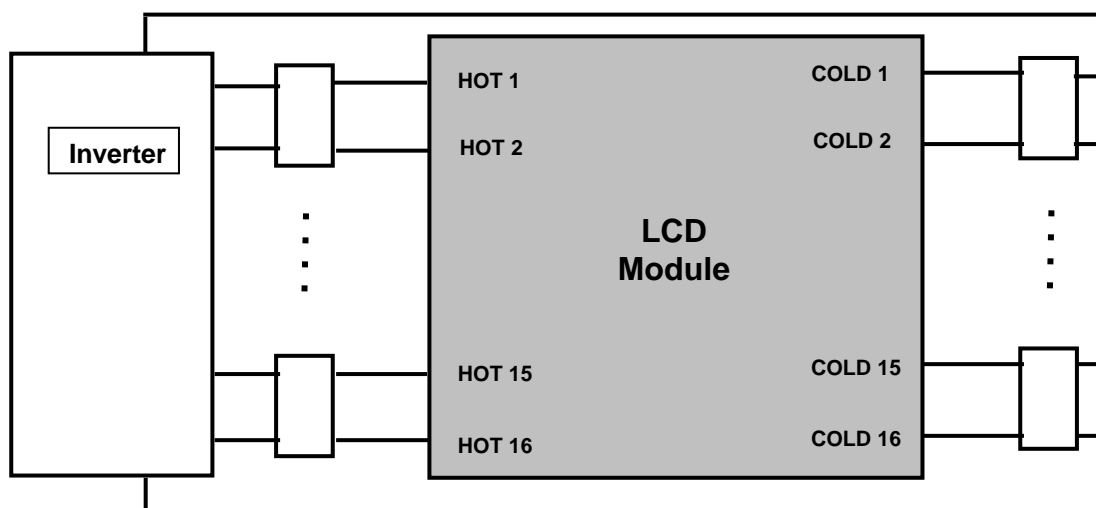 Inverter
HOT 1
HOT 2
HOT 15
HOT 16
LCD
Module
COLD 1
COLD 2
COLD 15
COLD 16